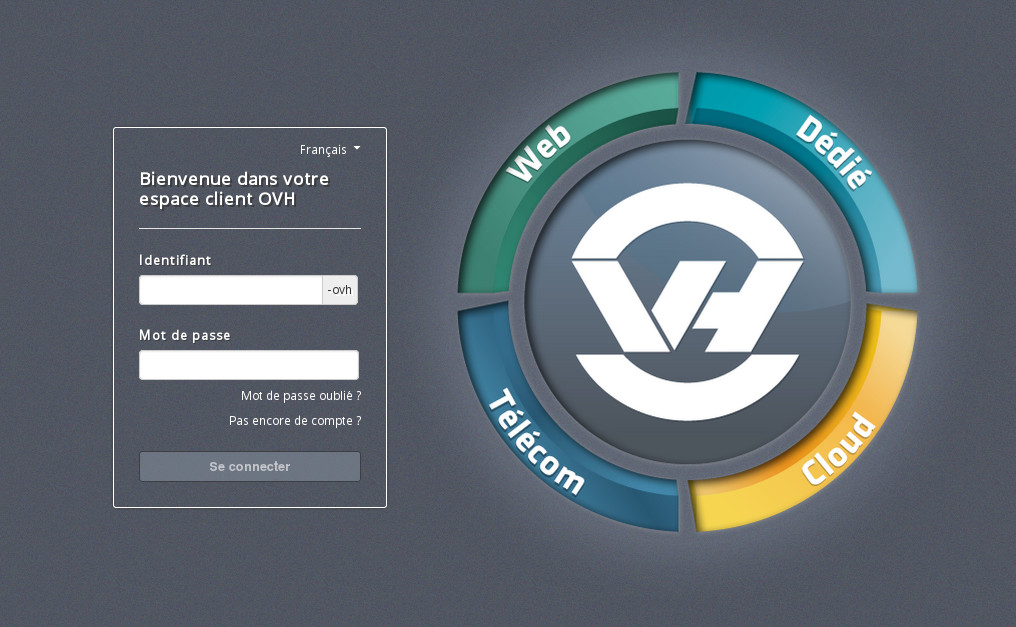 Français
Bienvenue dans votre
espace client OVH
Identifiant
-ovh
Mot de passe
Mot de passe oublié ?
Pas encore de compte ?
Se connecter
Web
Dédié
Télécom
Cloud
OVH